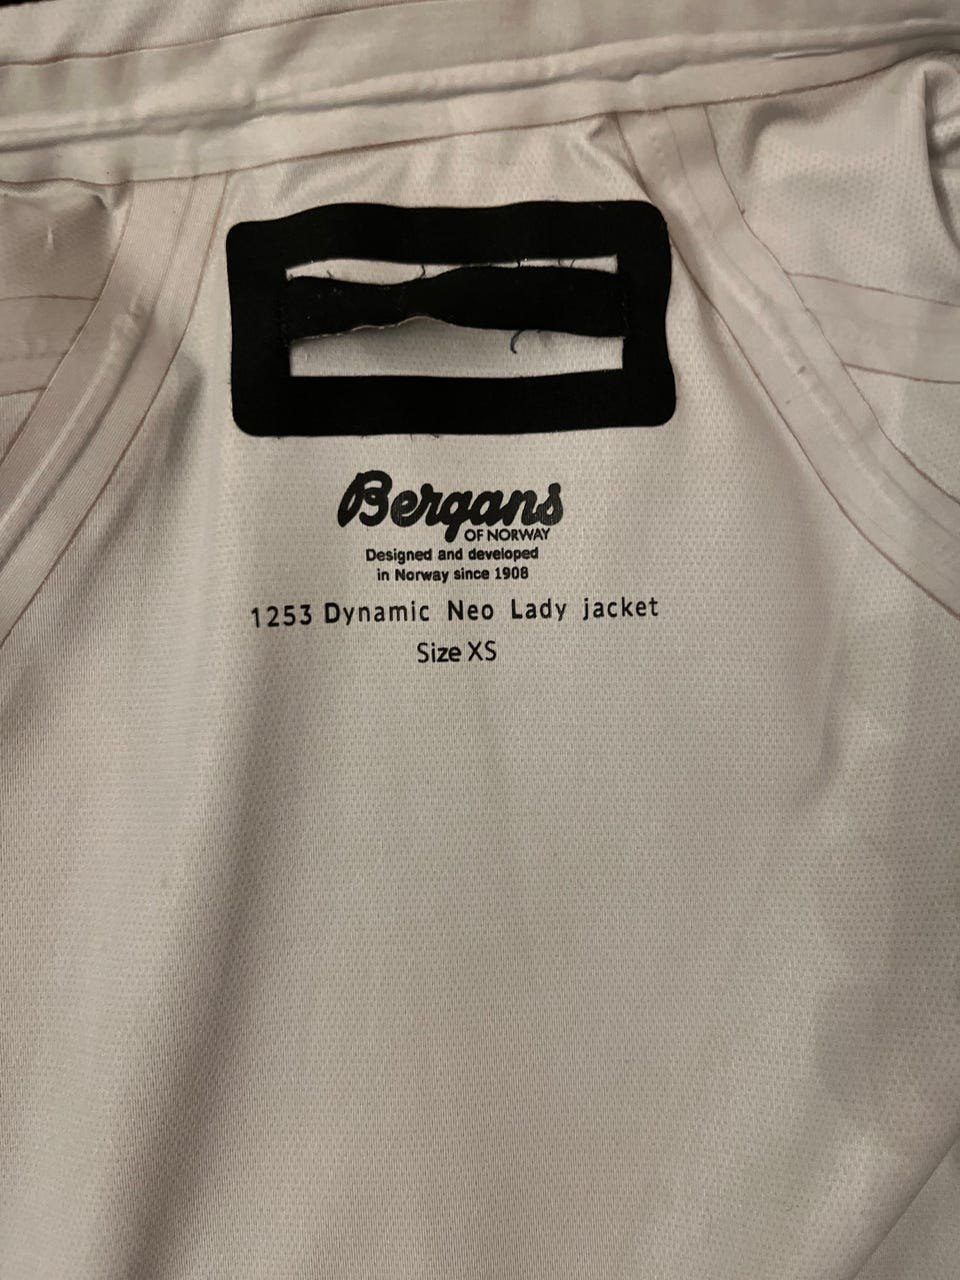 Bergans
OF NORWAY
Designed and developed
in Norway since 1908
1253 Dynamic Neo Lady jacket
Size XS